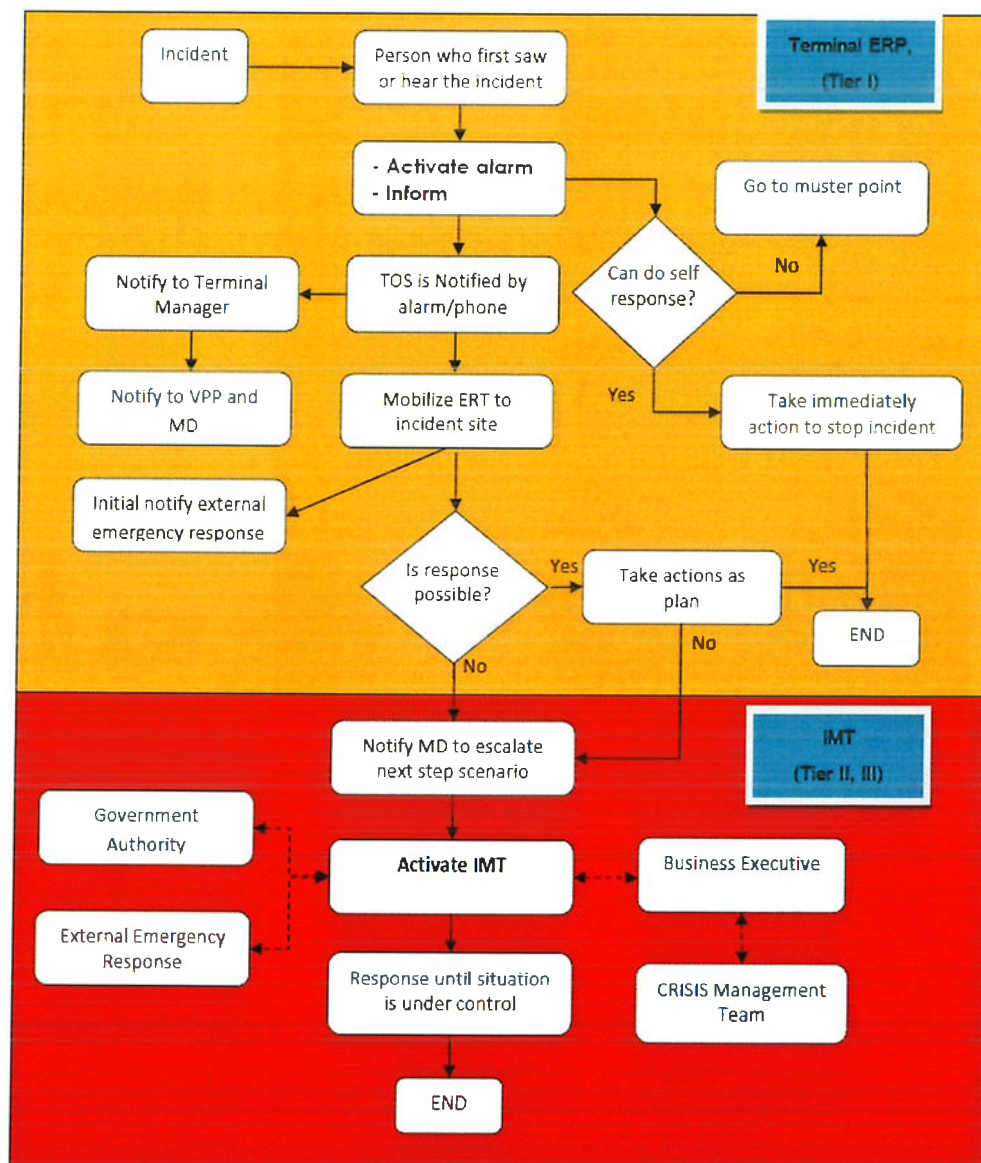 Terminal ERP,
(Tier I)
Incident
Person who first saw
or hear the incident
- Activate alarm
- Inform
Go to muster point
No
Can do self
response?
Notify to Terminal
Manager
TOS is Notified by
alarm/phone
Yes
Notify to VPP and
MD
Mobilize ERT to
incident site
Take immediately
action to stop incident
Initial notify external
emergency response
Is response
possible?
Yes
Take actions as
plan
Yes
END
No
No
IMT
(Tier II, III)
Notify MD to escalate
next step scenario
Government
Authority
Activate IMT
Business Executive
External Emergency
Response
Response until situation
is under control
CRISIS Management
Team
END